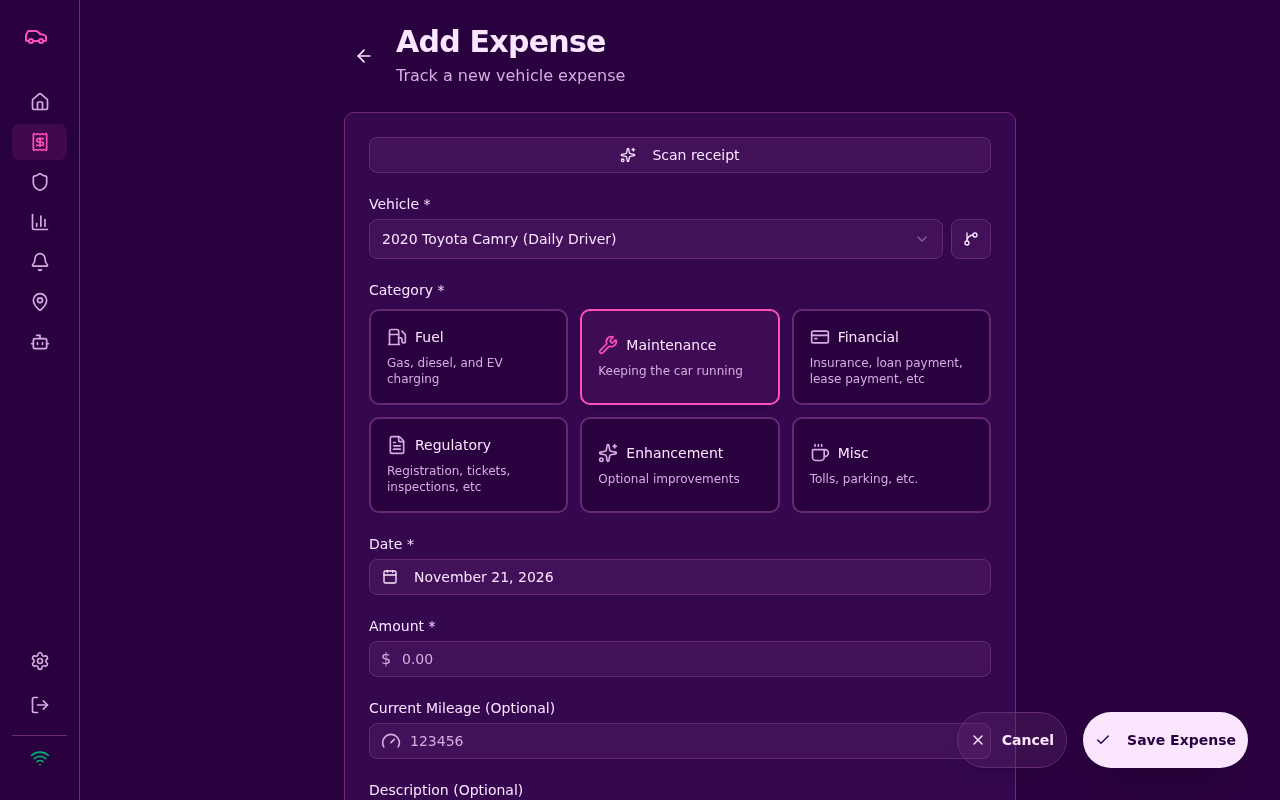 Add Expense
Track a new vehicle expense
Scan receipt
Vehicle *
2020 Toyota Camry (Daily Driver)
Category *
Fuel
Gas, diesel, and EV
charging
Maintenance
Keeping the car running
Financial
Insurance, loan payment,
lease payment, etc
Regulatory
Registration, tickets,
inspections, etc
Enhancement
Optional improvements
Misc
Tolls, parking, etc.
Date *
November 21, 2026
Amount *
$ 0.00
Current Mileage (Optional)
123456
Cancel
Save Expense
Description (Optional)